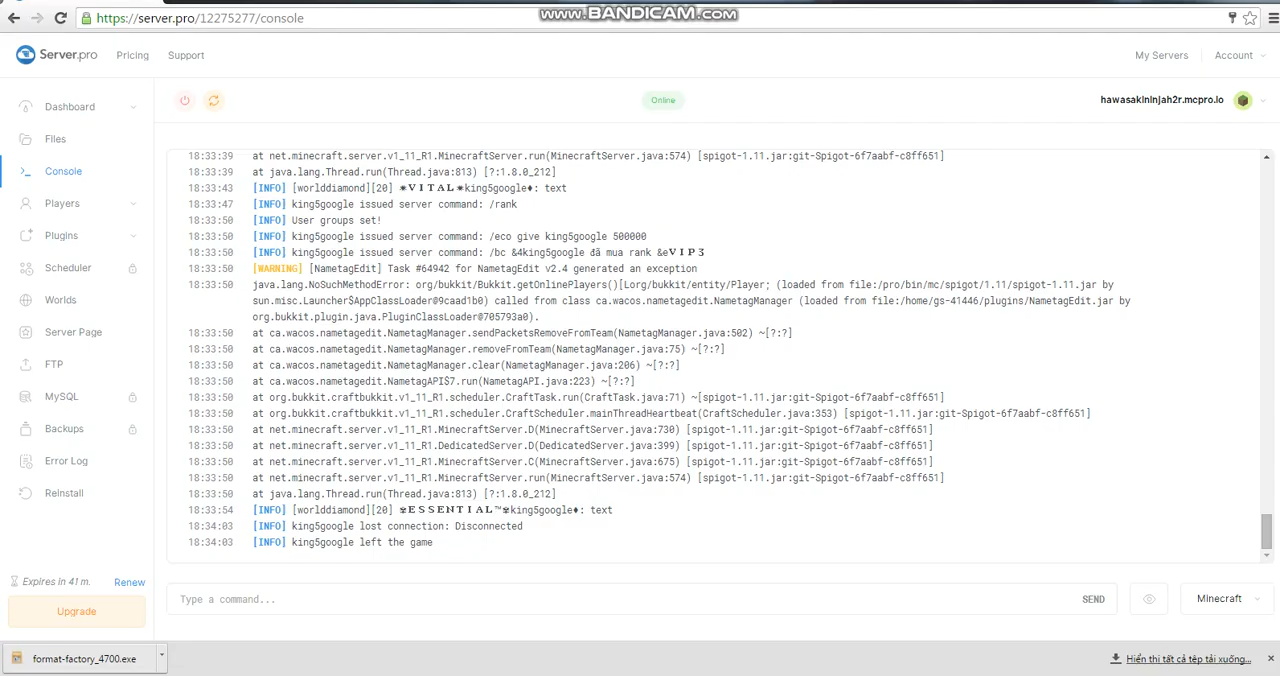 https://server.pro/12275277/console
www.BANDICAM.com
Server.pro
Pricing
Support
My Servers
Account
Dashboard
Online
hawasakininjah2r.mcpro.io
Files
Console
Players
Plugins
Scheduler
Worlds
Server Page
FTP
MySQL
Backups
Error Log
Reinstall
18:33:39 at net.minecraft.server.v1_11_R1.MinecraftServer.run(MinecraftServer.java:574) [spigot-1.11.jar:git-Spigot-6f7aabf-c8ff651]
18:33:39 at java.lang.Thread.run(Thread.java:813) [?:1.8.0_212]
18:33:43 [INFO] [worlddiamond][20] ✷𝐕𝐈𝐓𝐀𝐋✷king5google♦: text
18:33:47 [INFO] king5google issued server command: /rank
18:33:50 [INFO] User groups set!
18:33:50 [INFO] king5google issued server command: /eco give king5google 500000
18:33:50 [INFO] king5google issued server command: /bc &4king5google đã mua rank &e𝐕𝐈𝐏𝟑
18:33:50 [WARNING] [NametagEdit] Task #64942 for NametagEdit v2.4 generated an exception
18:33:50 java.lang.NoSuchMethodError: org/bukkit/Bukkit.getOnlinePlayers()[Lorg/bukkit/entity/Player; (loaded from file:/pro/bin/mc/spigot/1.11/spigot-1.11.jar by
sun.misc.Launcher$AppClassLoader@9caad1b0) called from class ca.wacos.nametagedit.NametagManager (loaded from file:/home/gs-41446/plugins/NametagEdit.jar by
org.bukkit.plugin.java.PluginClassLoader@705793a0).
18:33:50 at ca.wacos.nametagedit.NametagManager.sendPacketsRemoveFromTeam(NametagManager.java:502) ~[?:?]
18:33:50 at ca.wacos.nametagedit.NametagManager.removeFromTeam(NametagManager.java:75) ~[?:?]
18:33:50 at ca.wacos.nametagedit.NametagManager.clear(NametagManager.java:206) ~[?:?]
18:33:50 at ca.wacos.nametagedit.NametagAPI$7.run(NametagAPI.java:223) ~[?:?]
18:33:50 at org.bukkit.craftbukkit.v1_11_R1.scheduler.CraftTask.run(CraftTask.java:71) ~[spigot-1.11.jar:git-Spigot-6f7aabf-c8ff651]
18:33:50 at org.bukkit.craftbukkit.v1_11_R1.scheduler.CraftScheduler.mainThreadHeartbeat(CraftScheduler.java:353) [spigot-1.11.jar:git-Spigot-6f7aabf-c8ff651]
18:33:50 at net.minecraft.server.v1_11_R1.MinecraftServer.D(MinecraftServer.java:730) [spigot-1.11.jar:git-Spigot-6f7aabf-c8ff651]
18:33:50 at net.minecraft.server.v1_11_R1.DedicatedServer.D(DedicatedServer.java:399) [spigot-1.11.jar:git-Spigot-6f7aabf-c8ff651]
18:33:50 at net.minecraft.server.v1_11_R1.MinecraftServer.C(MinecraftServer.java:675) [spigot-1.11.jar:git-Spigot-6f7aabf-c8ff651]
18:33:50 at net.minecraft.server.v1_11_R1.MinecraftServer.run(MinecraftServer.java:574) [spigot-1.11.jar:git-Spigot-6f7aabf-c8ff651]
18:33:50 at java.lang.Thread.run(Thread.java:813) [?:1.8.0_212]
18:33:54 [INFO] [worlddiamond][20] ☢𝐄𝐒𝐒𝐄𝐍𝐓𝐈𝐀𝐋™☢king5google♦: text
18:34:03 [INFO] king5google lost connection: Disconnected
18:34:03 [INFO] king5google left the game
Expires in 41 m.
Renew
Upgrade
Type a command...
SEND
Minecraft
format-factory_4700.exe
Hiển thị tất cả tệp tải xuống...